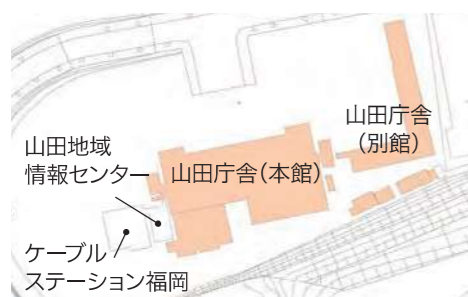 山田庁舎
(別館)
山田地域
情報センター
山田庁舎(本館)
ケーブル
ステーション福岡